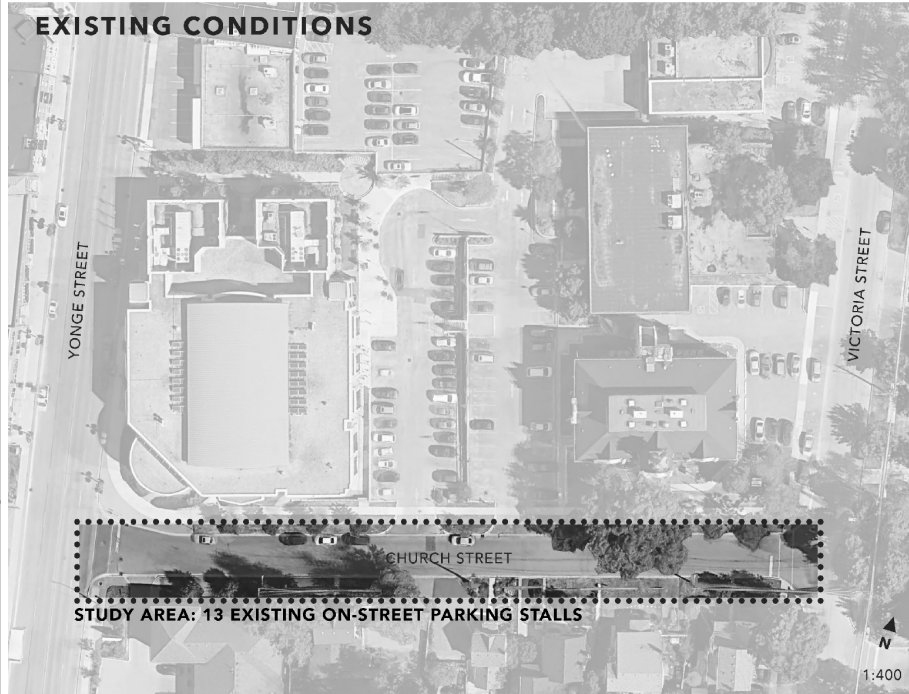 EXISTING CONDITIONS
YONGE STREET
VICTORIA STREET
CHURCH STREET
STUDY AREA: 13 EXISTING ON-STREET PARKING STALLS
N
1:400